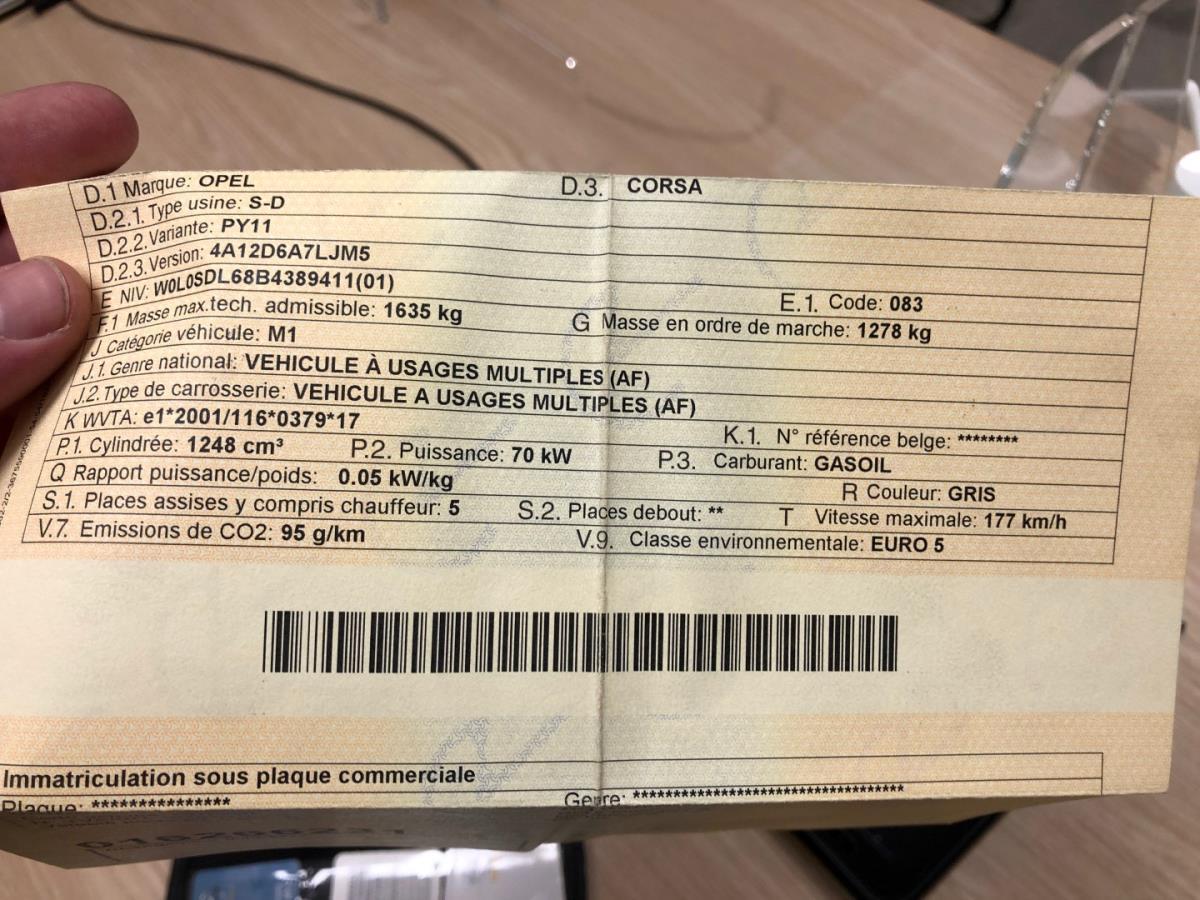 D.1 Marque: OPEL D.3. CORSA
D.2.1. Type usine: S-D
D.2.2. Variante: PY11
D.2.3. Version: 4A12D6A7LJM5
E NIV: W0L0SDL68B4389411(01) E.1. Code: 083
F.1 Masse max.tech. admissible: 1635 kg G Masse en ordre de marche: 1278 kg
J Catégorie véhicule: M1
J.1. Genre national: VEHICULE À USAGES MULTIPLES (AF)
J.2. Type de carrosserie: VEHICULE A USAGES MULTIPLES (AF)
K WVTA: e1*2001/116*0379*17 K.1. N° référence belge: ********
P.1. Cylindrée: 1248 cm³ P.2. Puissance: 70 kW P.3. Carburant: GASOIL
Q Rapport puissance/poids: 0.05 kW/kg R Couleur: GRIS
S.1. Places assises y compris chauffeur: 5 S.2. Places debout: ** T Vitesse maximale: 177 km/h
V.7. Emissions de CO2: 95 g/km V.9. Classe environnementale: EURO 5
Immatriculation sous plaque commerciale
Plaque: *************** Genre: ******************************